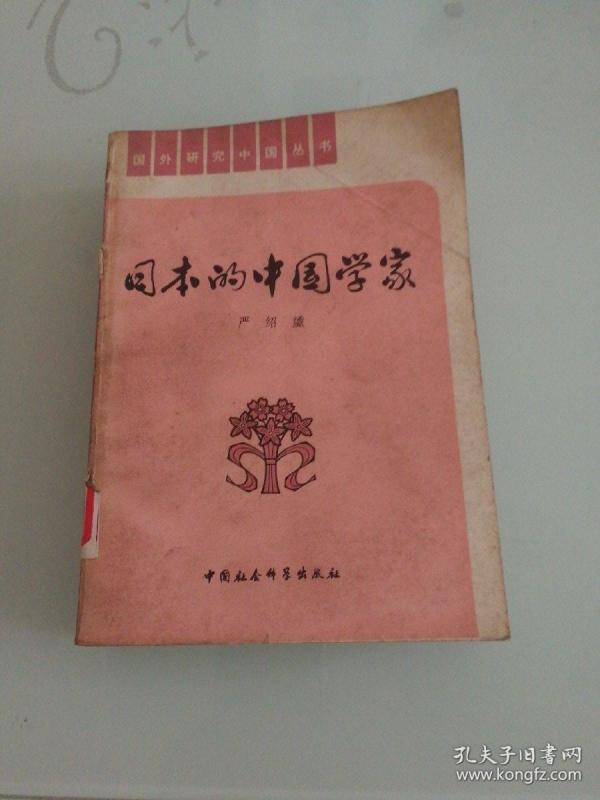 国外研究中国丛书
日本的中国学家
严绍璗
中国社会科学出版社
孔夫子旧书网
www.kongfz.com